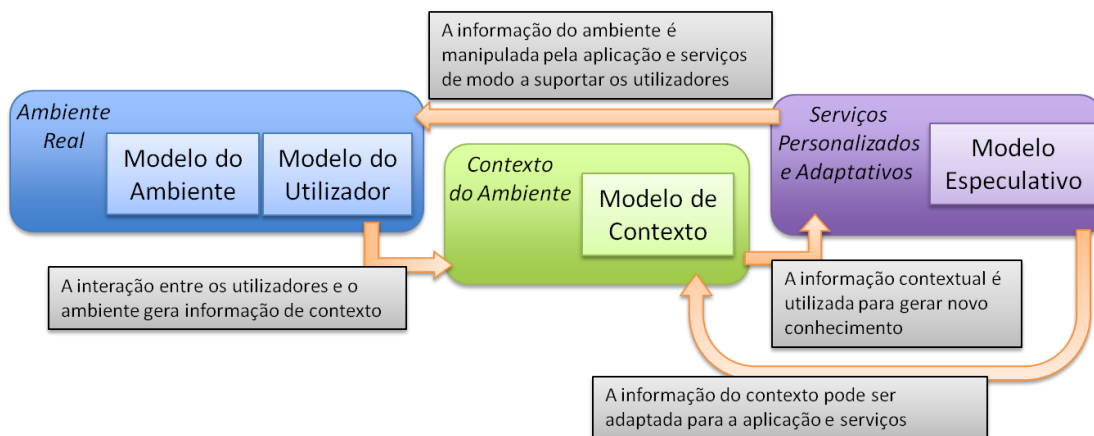 A informação do ambiente é
manipulada pela aplicação e serviços
de modo a suportar os utilizadores
Ambiente
Real
Modelo do
Ambiente
Modelo do
Utilizador
Contexto
do Ambiente
Modelo de
Contexto
Serviços
Personalizados
e Adaptativos
Modelo
Especulativo
A interação entre os utilizadores e o
ambiente gera informação de contexto
A informação contextual é
utilizada para gerar novo
conhecimento
A informação do contexto pode ser
adaptada para a aplicação e serviços